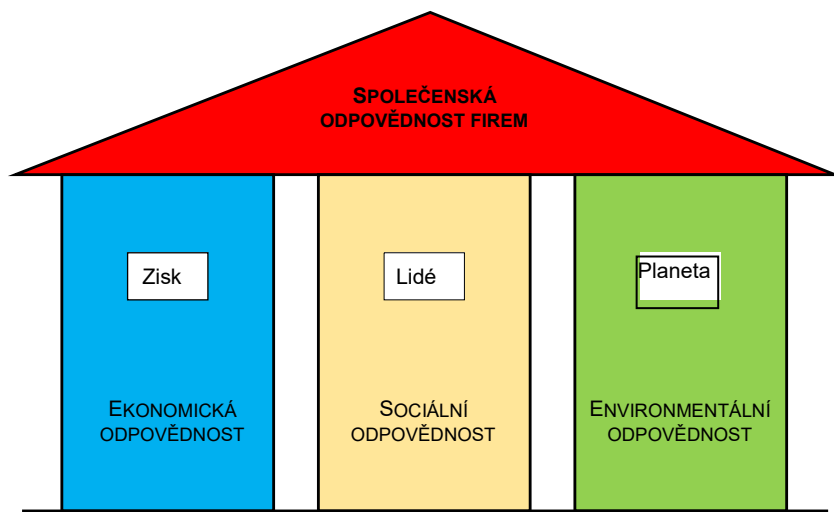 SPOLEČENSKÁ
ODPOVĚDNOST FIREM
Zisk
Lidé
Planeta
EKONOMICKÁ
ODPOVĚDNOST
SOCIÁLNÍ
ODPOVĚDNOST
ENVIRONMENTÁLNÍ
ODPOVĚDNOST